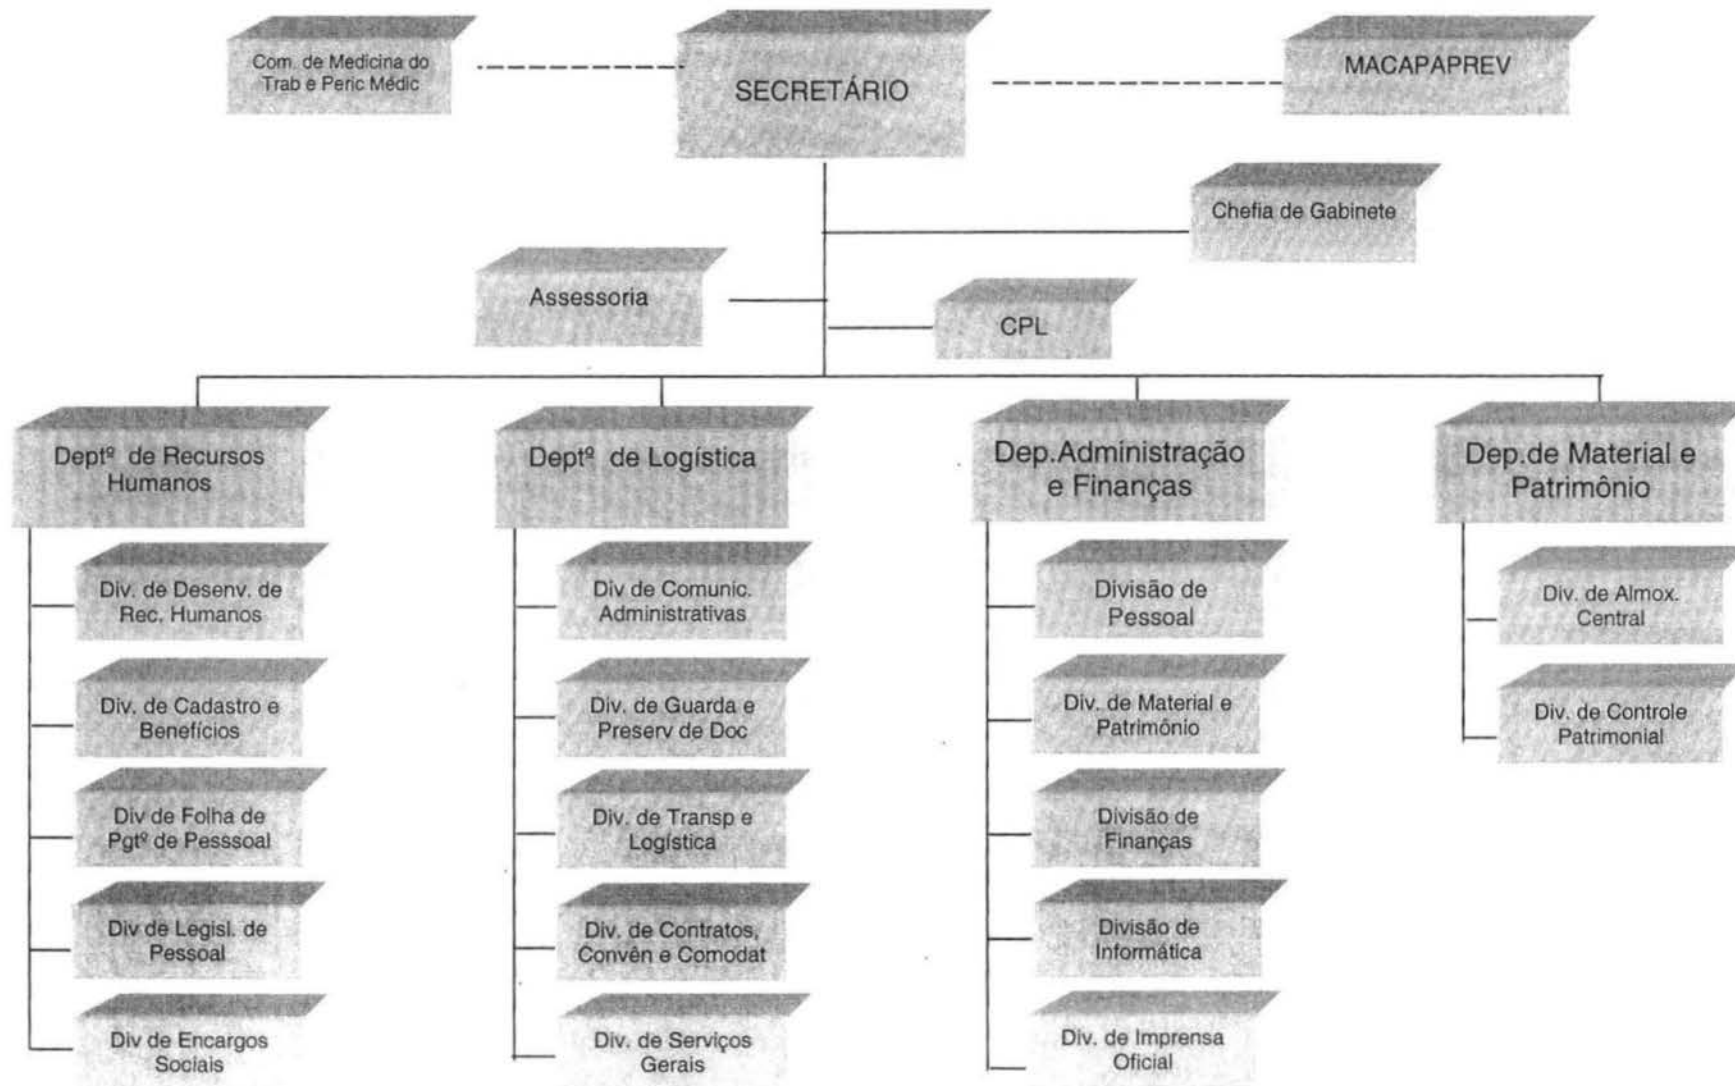 Com. de Medicina do
Trab e Peric Médic
SECRETÁRIO
MACAPAPREV
Chefia de Gabinete
Assessoria
CPL
Deptº de Recursos
Humanos
Div. de Desenv. de
Rec. Humanos
Div. de Cadastro e
Benefícios
Div de Folha de
Pgtº de Pesssoal
Div de Legisl. de
Pessoal
Div de Encargos
Sociais
Deptº de Logística
Div de Comunic.
Administrativas
Div. de Guarda e
Preserv de Doc
Div. de Transp e
Logística
Div. de Contratos,
Convên e Comodat
Div. de Serviços
Gerais
Dep.Administração
e Finanças
Divisão de
Pessoal
Div. de Material e
Patrimônio
Divisão de
Finanças
Divisão de
Informática
Div. de Imprensa
Oficial
Dep.de Material e
Patrimônio
Div. de Almox.
Central
Div. de Controle
Patrimonial